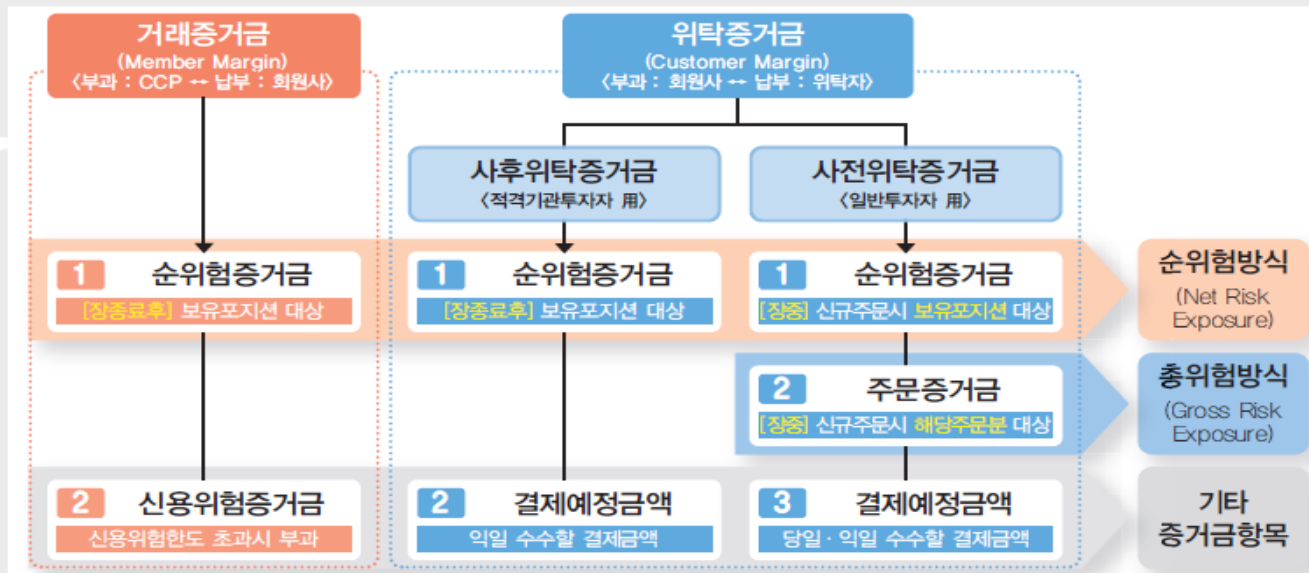 거래증거금
(Member Margin)
〈부과 : CCP ↔ 납부 : 회원사〉
위탁증거금
(Customer Margin)
〈부과 : 회원사 ↔ 납부 : 위탁자〉
사후위탁증거금
〈적격기관투자자 用〉
사전위탁증거금
〈일반투자자 用〉
1 순위험증거금
[장종료후] 보유포지션 대상
1 순위험증거금
[장종료후] 보유포지션 대상
1 순위험증거금
[장중] 신규주문시 보유포지션 대상
순위험방식
(Net Risk
Exposure)
2 주문증거금
[장중] 신규주문시 해당주문분 대상
총위험방식
(Gross Risk
Exposure)
2 신용위험증거금
신용위험한도 초과시 부과
2 결제예정금액
익일 수수할 결제금액
3 결제예정금액
당일·익일 수수할 결제금액
기타
증거금항목